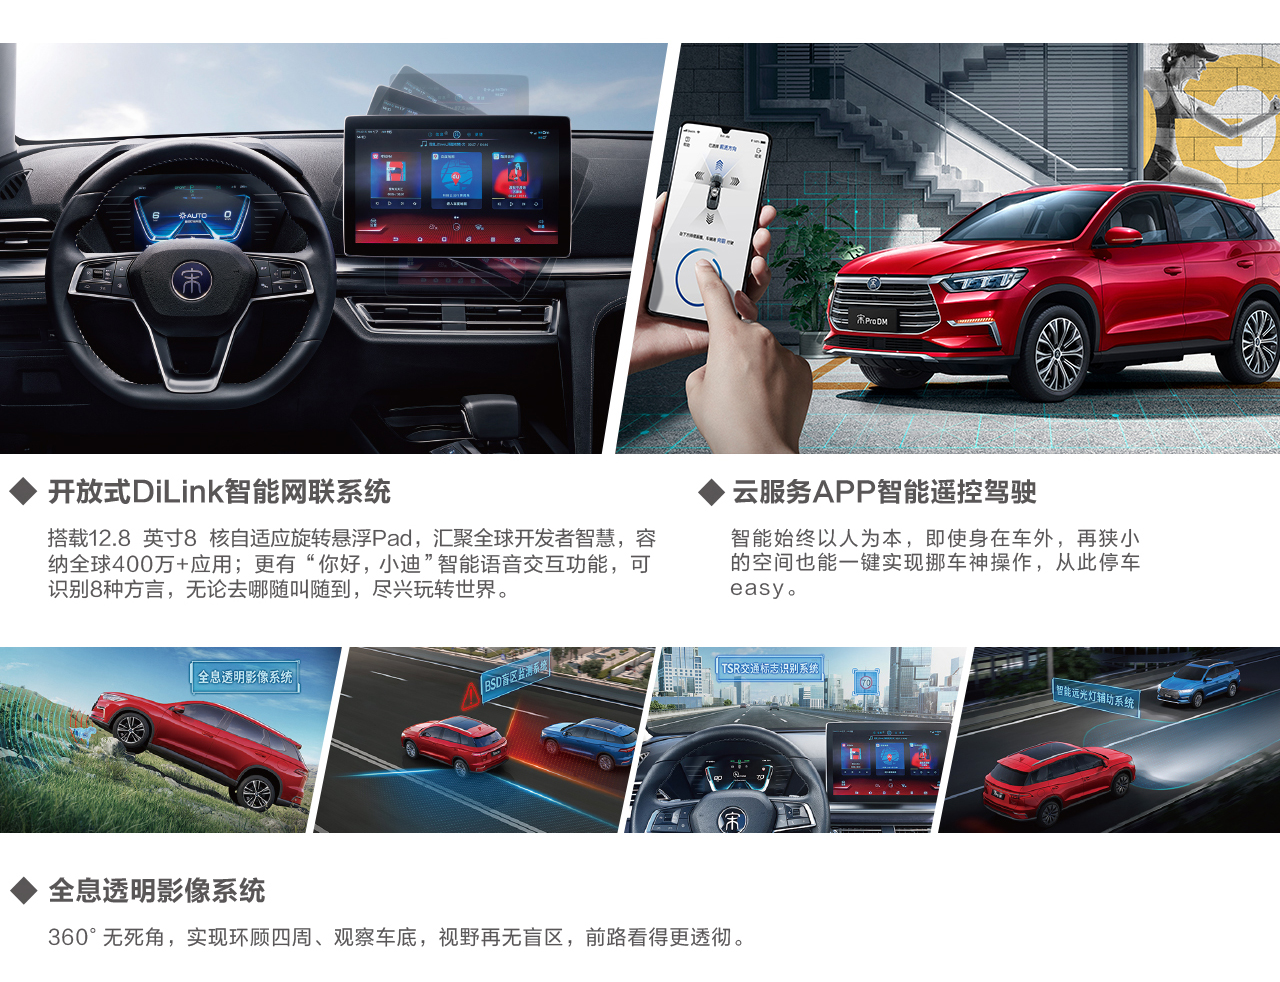 AUTO
宋
宋 Pro DM
开放式DiLink智能网联系统
搭载12.8 英寸8 核自适应旋转悬浮Pad，汇聚全球开发者智慧，容
纳全球400万+应用；更有“你好，小迪”智能语音交互功能，可
识别8种方言，无论去哪随叫随到，尽兴玩转世界。
云服务APP智能遥控驾驶
智能始终以人为本，即使身在车外，再狭小
的空间也能一键实现挪车神操作，从此停车
easy。
全息透明影像系统
BSD盲区监测系统
TSR交通标志识别系统
智能远光灯辅助系统
宋
全息透明影像系统
360°无死角，实现环顾四周、观察车底，视野再无盲区，前路看得更透彻。